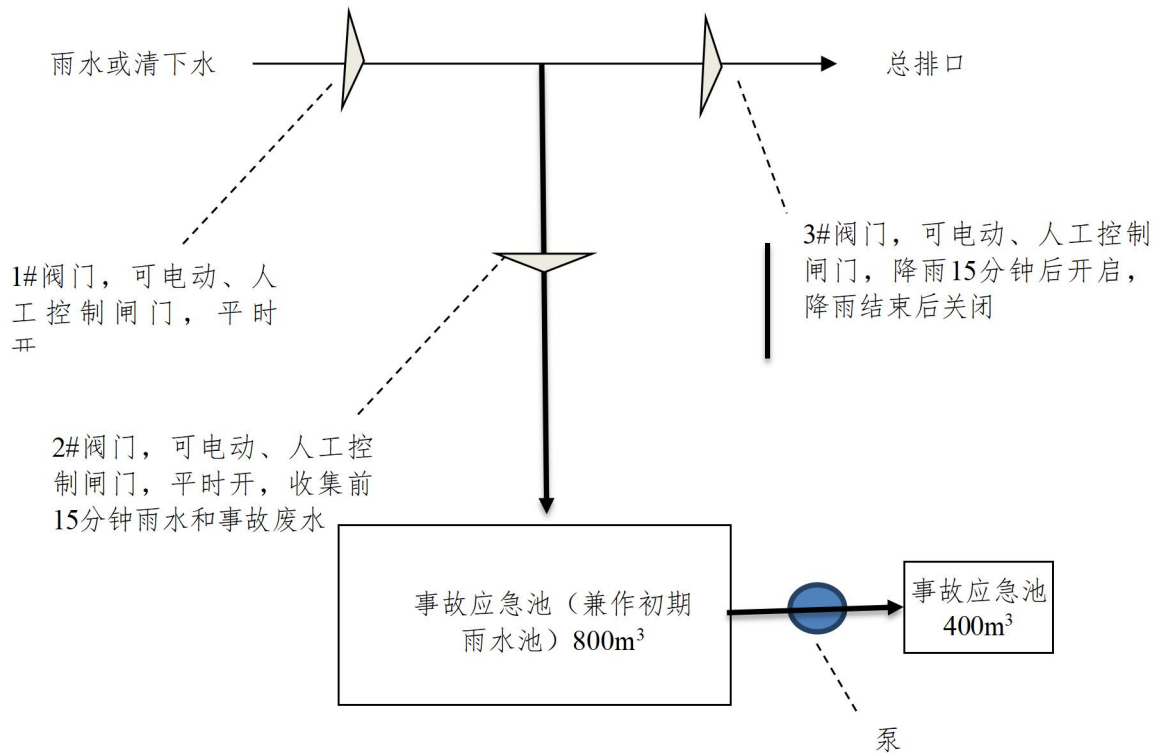 雨水或清下水
总排口
1#阀门，可电动、人
工控制闸门，平时
开
3#阀门，可电动、人工控制
闸门，降雨15分钟后开启，
降雨结束后关闭
2#阀门，可电动、人工控
制闸门，平时开，收集前
15分钟雨水和事故废水
事故应急池（兼作初期
雨水池）800m³
事故应急池
400m³
泵